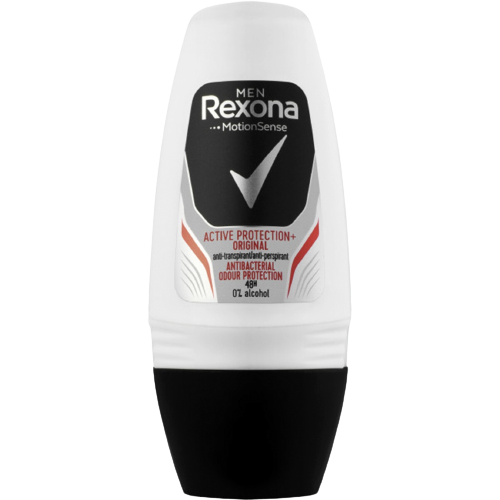 MEN
Rexona
MotionSense
ACTIVE PROTECTION+
ORIGINAL
anti-transpirant/anti-perspirant
ANTIBACTERIAL
ODOUR PROTECTION
48H
0% alcohol